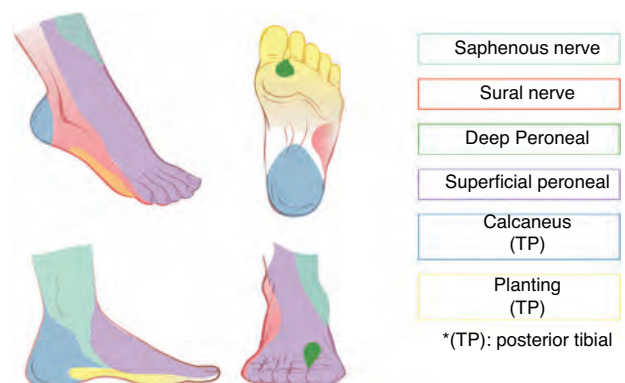 Saphenous nerve
Sural nerve
Deep Peroneal
Superficial peroneal
Calcaneus
(TP)
Planting
(TP)
*(TP): posterior tibial